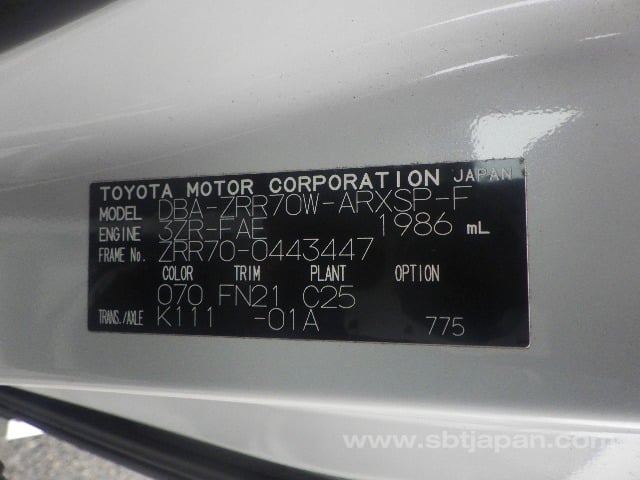 TOYOTA MOTOR CORPORATION JAPAN
MODEL DBA-ZRR70W-ARXSP-F
ENGINE 3ZR-FAE 1986 mL
FRAME No. ZRR70-0443447
COLOR TRIM PLANT OPTION
070 FN21 C25
TRANS./AXLE K111 -01A 775
www.sbtjapan.com